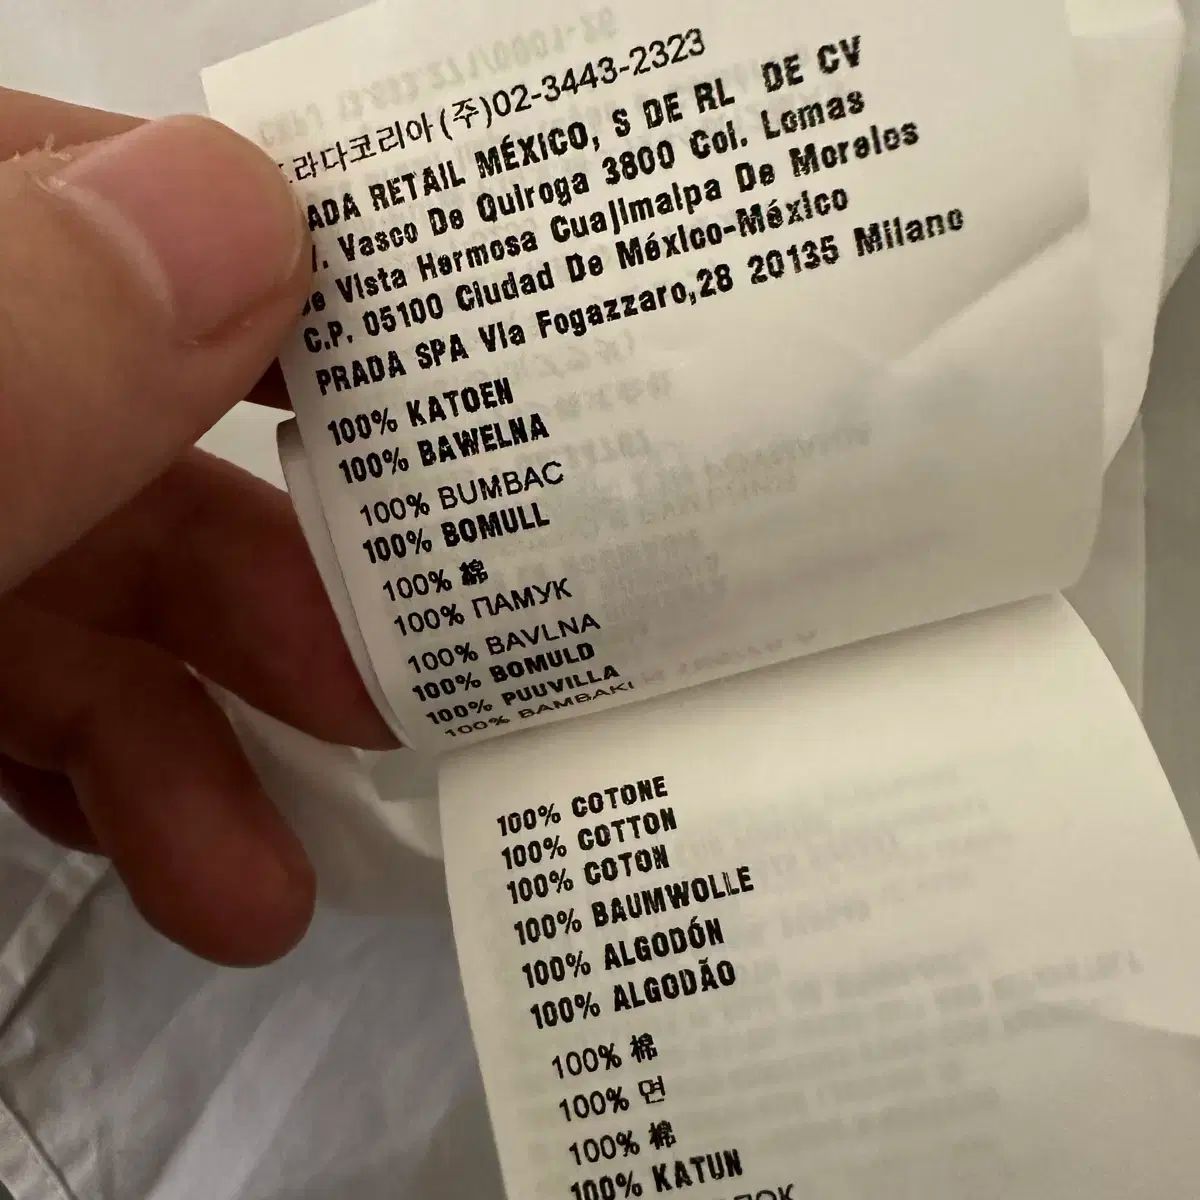 라다코리아 (주)02-3443-2323
ADA RETAIL MÉXICO, S DE RL DE CV
. Vasco De Quiroga 3800 Col. Lomas
e Vista Hermosa Cuajimalpa De Morelos
C.P. 05100 Ciudad De México-México
PRADA SPA Via Fogazzaro,28 20135 Milano
100% KATOEN
100% BAWEŁNA
100% BUMBAC
100% BOMULL
100% 棉
100% ПАМУК
100% BAVLNA
100% BOMULD
100% PUUVILLA
100% BAMBAKI
100% COTONE
100% COTTON
100% COTON
100% BAUMWOLLE
100% ALGODÓN
100% ALGODÃO
100% 棉
100% 면
100% 棉
100% KATUN